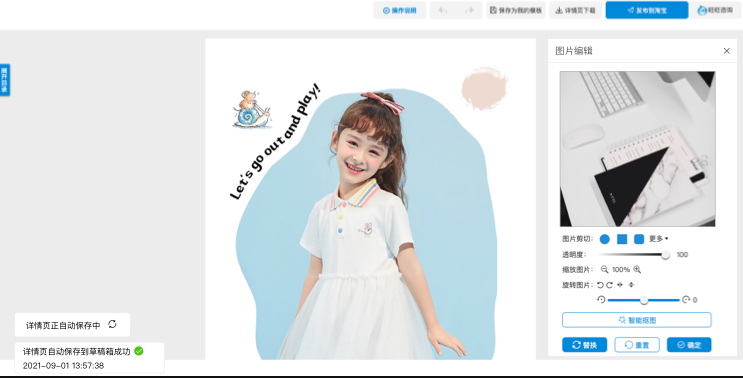 操作说明
保存为我的模板
详情页下载
发布到淘宝
旺旺咨询
展开目录
图片编辑
Let's go out and play!
图片剪切：
更多
透明度：
100
缩放图片：
100%
旋转图片：
0
智能抠图
替换
重置
确定
详情页正自动保存中
详情页自动保存到草稿箱成功
2021-09-01 13:57:38